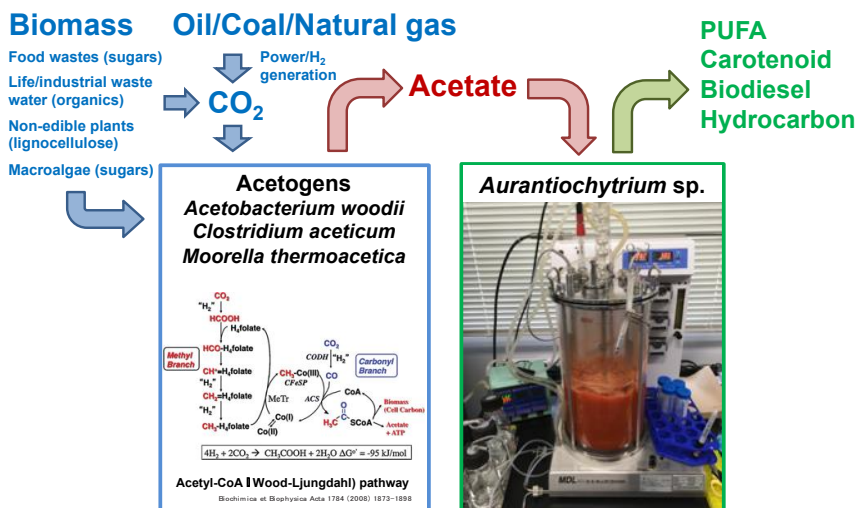 Biomass
Food wastes (sugars)
Life/industrial waste
water (organics)
Non-edible plants
(lignocellulose)
Macroalgae (sugars)
Oil/Coal/Natural gas
Power/H2
generation
CO2
Acetate
PUFA
Carotenoid
Biodiesel
Hydrocarbon
Acetogens
Acetobacterium woodii
Clostridium aceticum
Moorella thermoacetica
CO2
"H2"
HCOOH
H4folate
HCO-H4folate
Methyl
Branch
CH+=H4folate
"H2"
CH2=H4folate
"H2"
CH3-H4folate
MeTr
CH3-Co(III)
CFeSP
Co(I)
Co(II)
CO2
CODH
"H2"
CO
Carbonyl
Branch
ACS
CoA
O
H3C C SCoA
Biomass
(Cell Carbon)
Acetate
+ ATP
4H2 + 2CO2 → CH3COOH + 2H2O ΔG°' = -95 kJ/mol
Acetyl-CoA (Wood-Ljungdahl) pathway
Biochimica et Biophysica Acta 1784 (2008) 1873-1898
Aurantiochytrium sp.
MDL